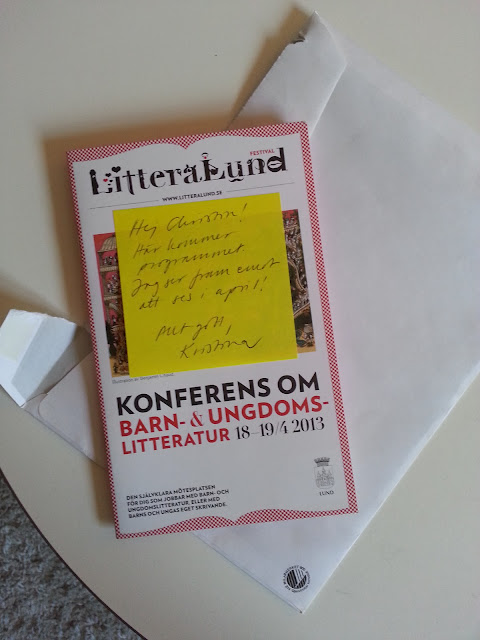 FESTIVAL
LitteraLund
WWW.LITTERALUND.SE
Hej Christin!
Här kommer
programmet.
Jag ser fram emot
att ses i april!
Allt gott,
Kristina
KONFERENS OM
BARN- & UNGDOMS-
LITTERATUR 18–19/4 2013
DEN SJÄLVKLARA MÖTESPLATSEN
FÖR DIG SOM JOBBAR MED BARN- OCH
UNGDOMSLITTERATUR, ELLER MED
BARNS OCH UNGAS EGET SKRIVANDE.
LUND